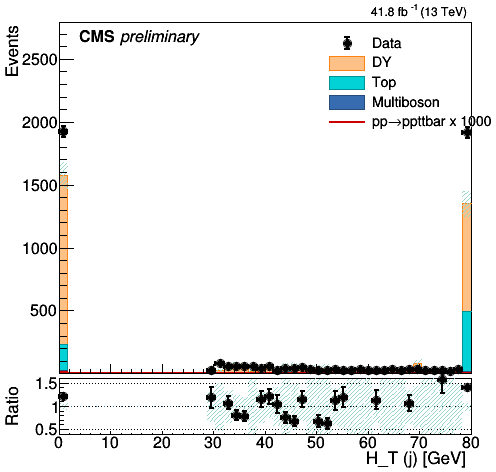 41.8 fb⁻¹ (13 TeV)
CMS preliminary
Events
2500
2000
1500
1000
500
Data
DY
Top
Multiboson
pp→ppttbar x 1000
Ratio
1.5
1
0.5
0 10 20 30 40 50 60 70 80
H_T (j) [GeV]